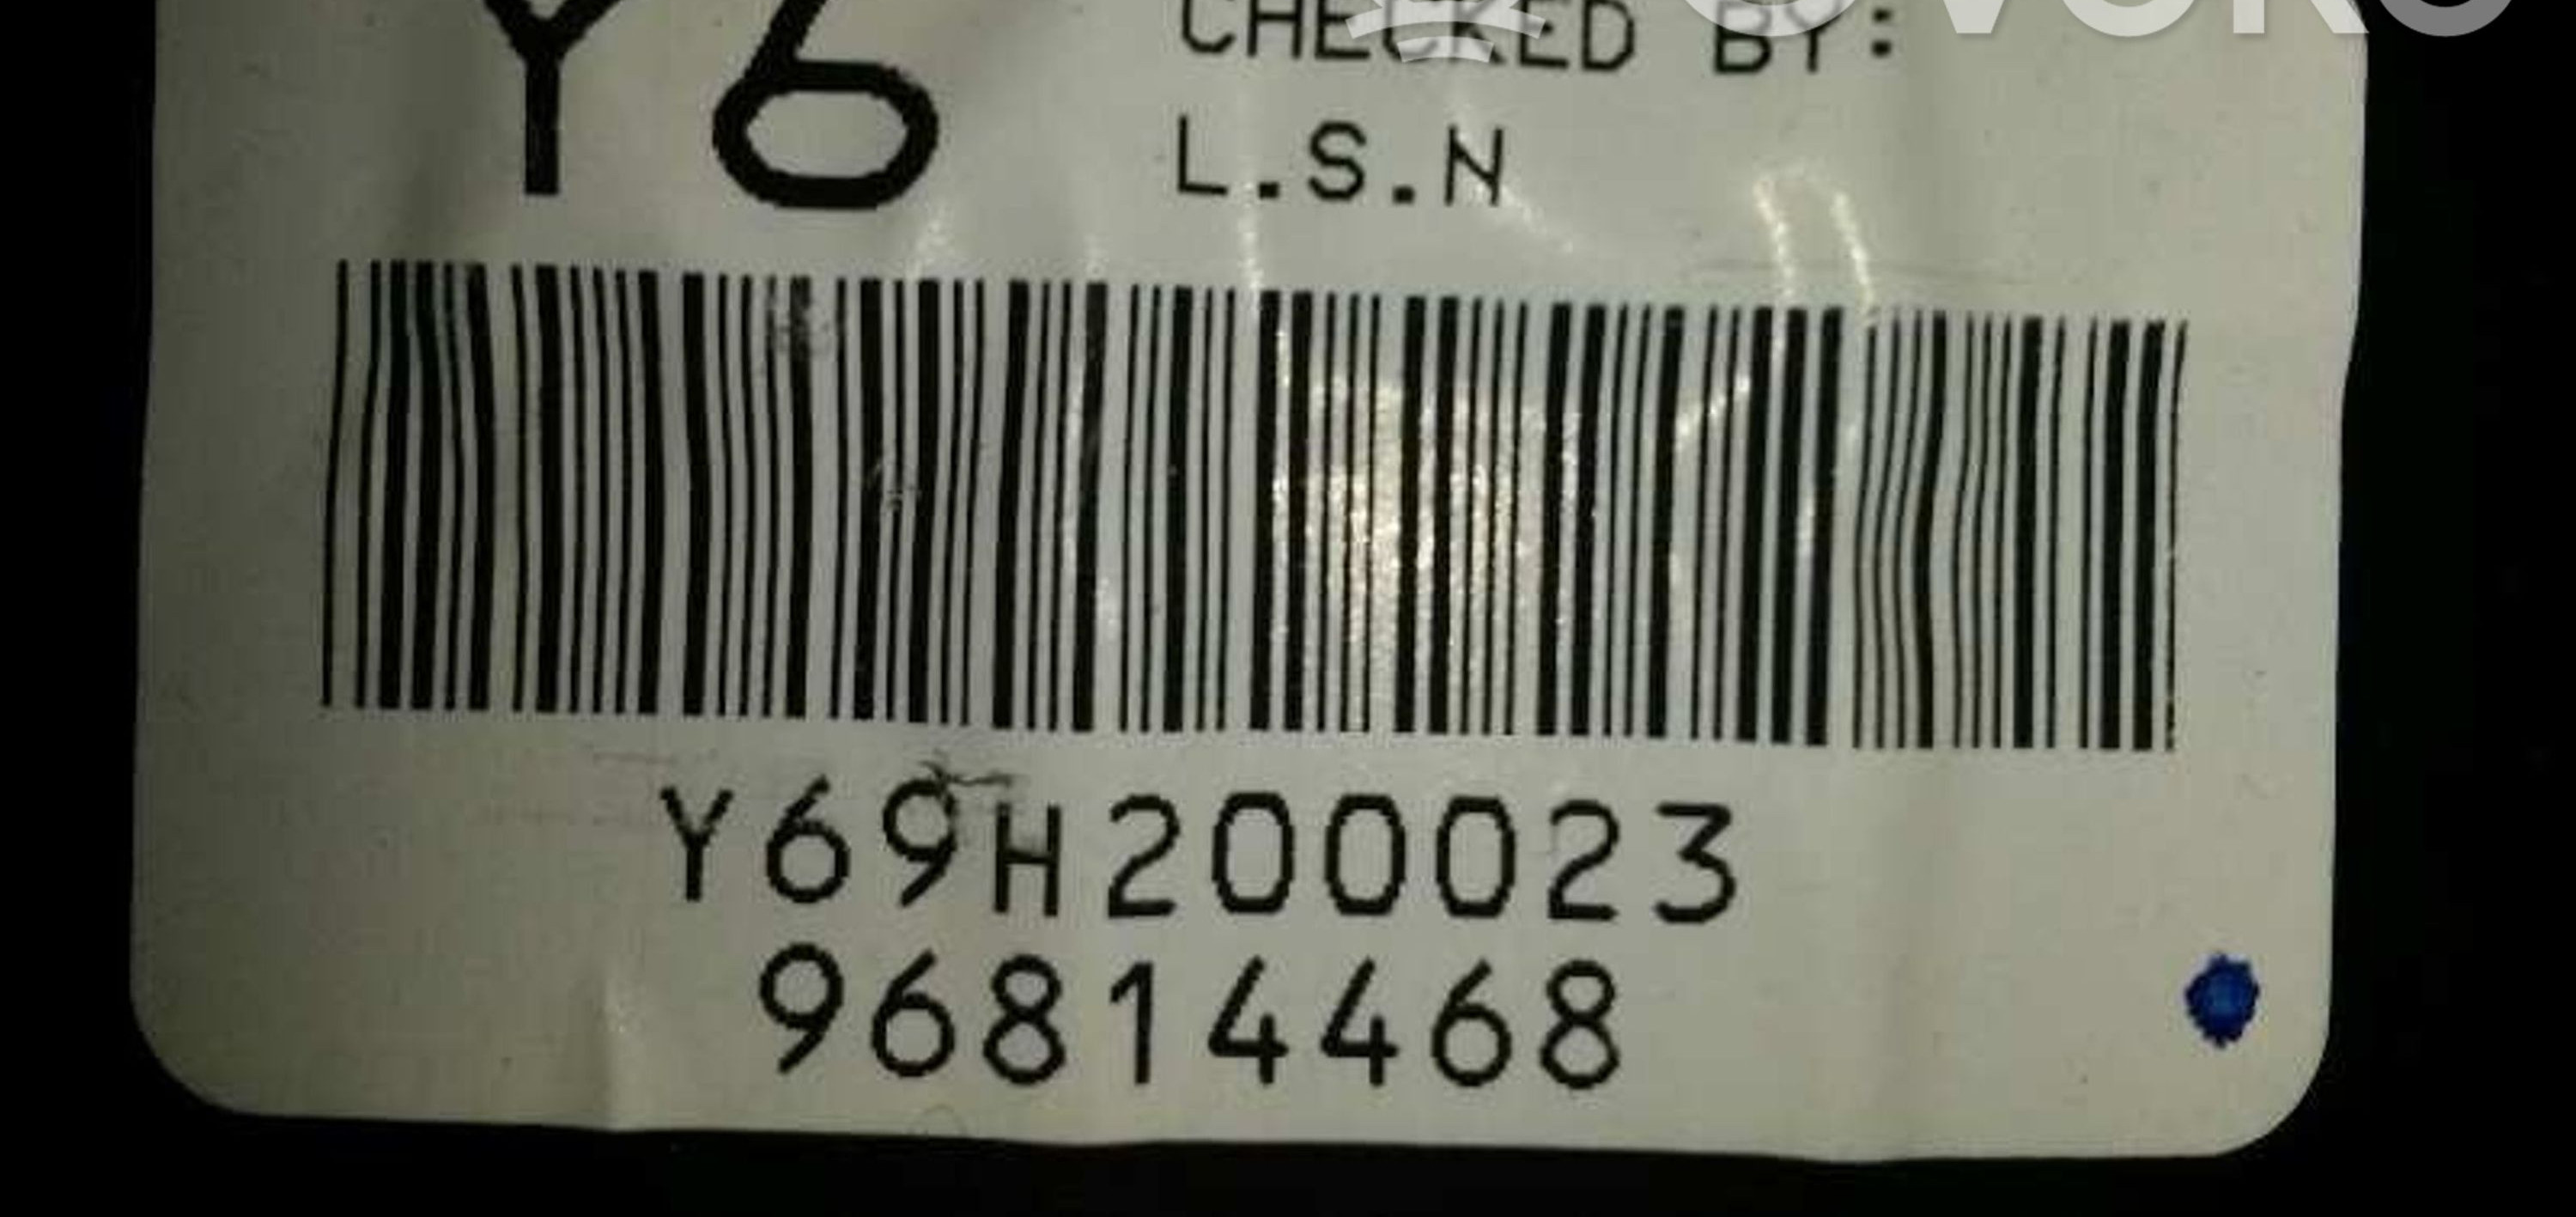 Y6
CHECKED BY:
L.S.N
Y69H200023
96814468